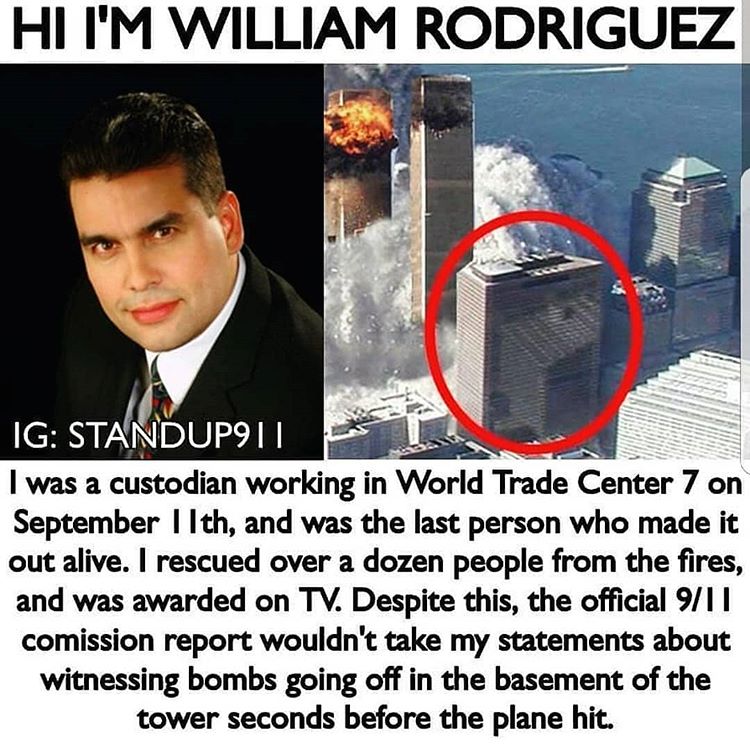 HI I'M WILLIAM RODRIGUEZ
IG: STANDUP911
I was a custodian working in World Trade Center 7 on
September 11th, and was the last person who made it
out alive. I rescued over a dozen people from the fires,
and was awarded on TV. Despite this, the official 9/11
comission report wouldn't take my statements about
witnessing bombs going off in the basement of the
tower seconds before the plane hit.